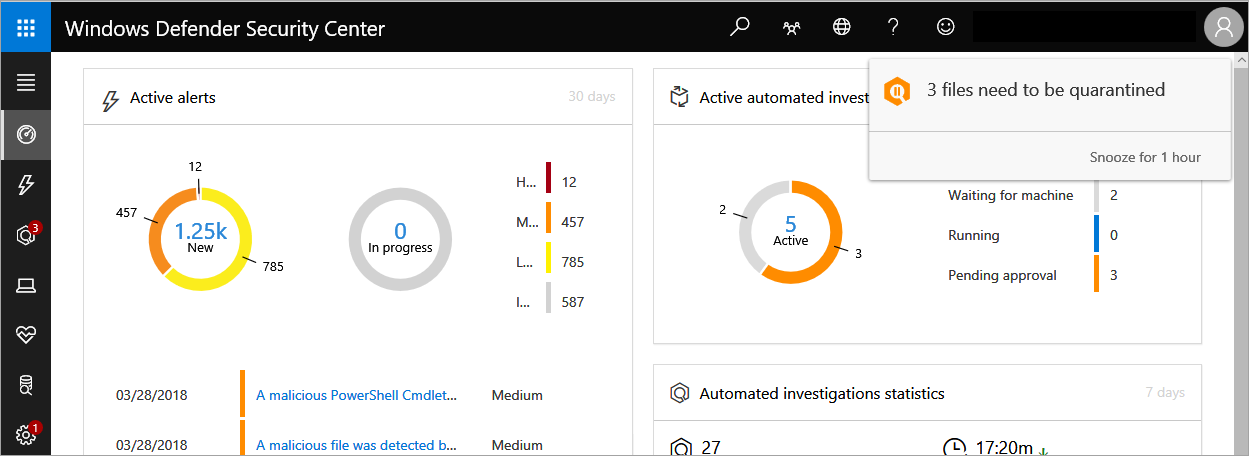 Windows Defender Security Center
?
3 files need to be quarantined
Snooze for 1 hour
Active alerts
30 days
12
457
785
1.25k
New
0
In progress
H... 12
M... 457
L... 785
I... 587
03/28/2018 A malicious PowerShell Cmdlet... Medium
03/28/2018 A malicious file was detected b... Medium
Active automated invest
2
3
5
Active
Waiting for machine 2
Running 0
Pending approval 3
Automated investigations statistics
7 days
27
17:20m
3
1